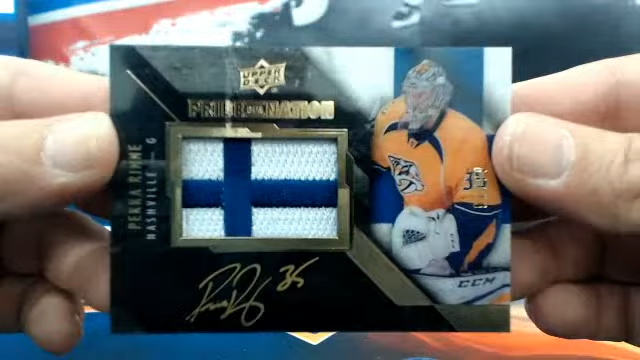 UPPER DECK
PRIDE OF A NATION
PEKKA RINNE
NASHVILLE — G
35
CCM